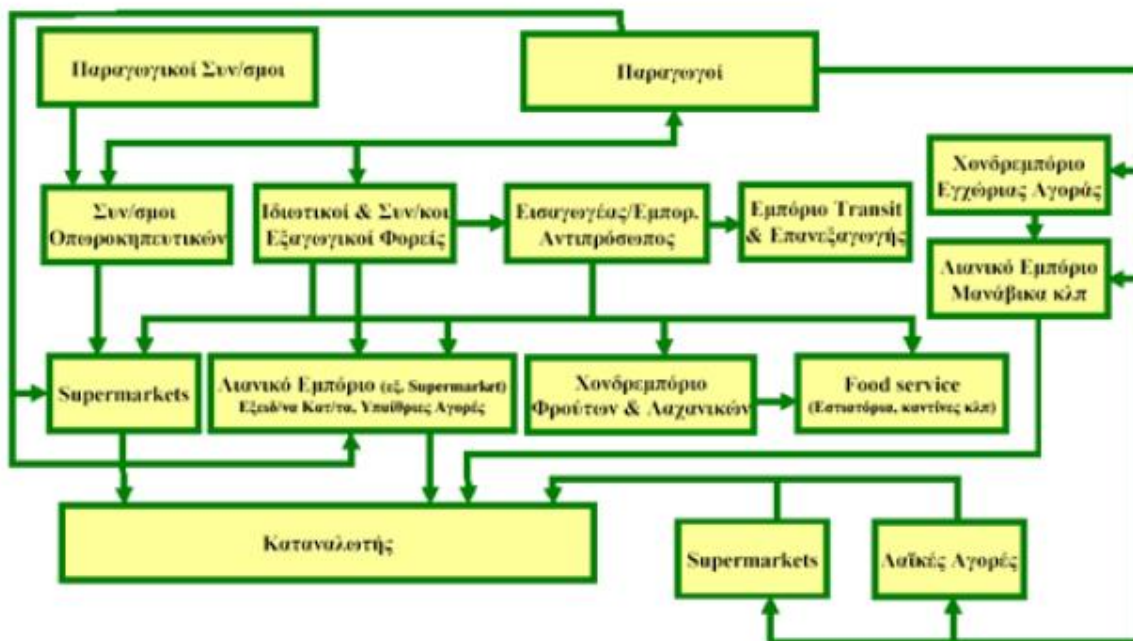 Παραγωγικοί Συν/σμοι
Παραγωγοί
Χονδρεμπόριο
Εγχώριας Αγοράς
Συν/σμοι
Οπωροκηπευτικών
Ιδιωτικοί & Συν/κοι
Εξαγωγικοί Φορείς
Εισαγωγέας/Εμπορ.
Αντιπρόσωπος
Εμπόριο Transit
& Επανεξαγωγής
Λιανικό Εμπόριο
Μανάβικα κλπ
Supermarkets
Λιανικό Εμπόριο (εξ. Supermarket)
Εξειδ/να Κατ/τα, Υπαίθριες Αγορές
Χονδρεμπόριο
Φρούτων & Λαχανικών
Food service
(Εστιατόρια, καντίνες κλπ)
Καταναλωτής
Supermarkets
Λαϊκές Αγορές